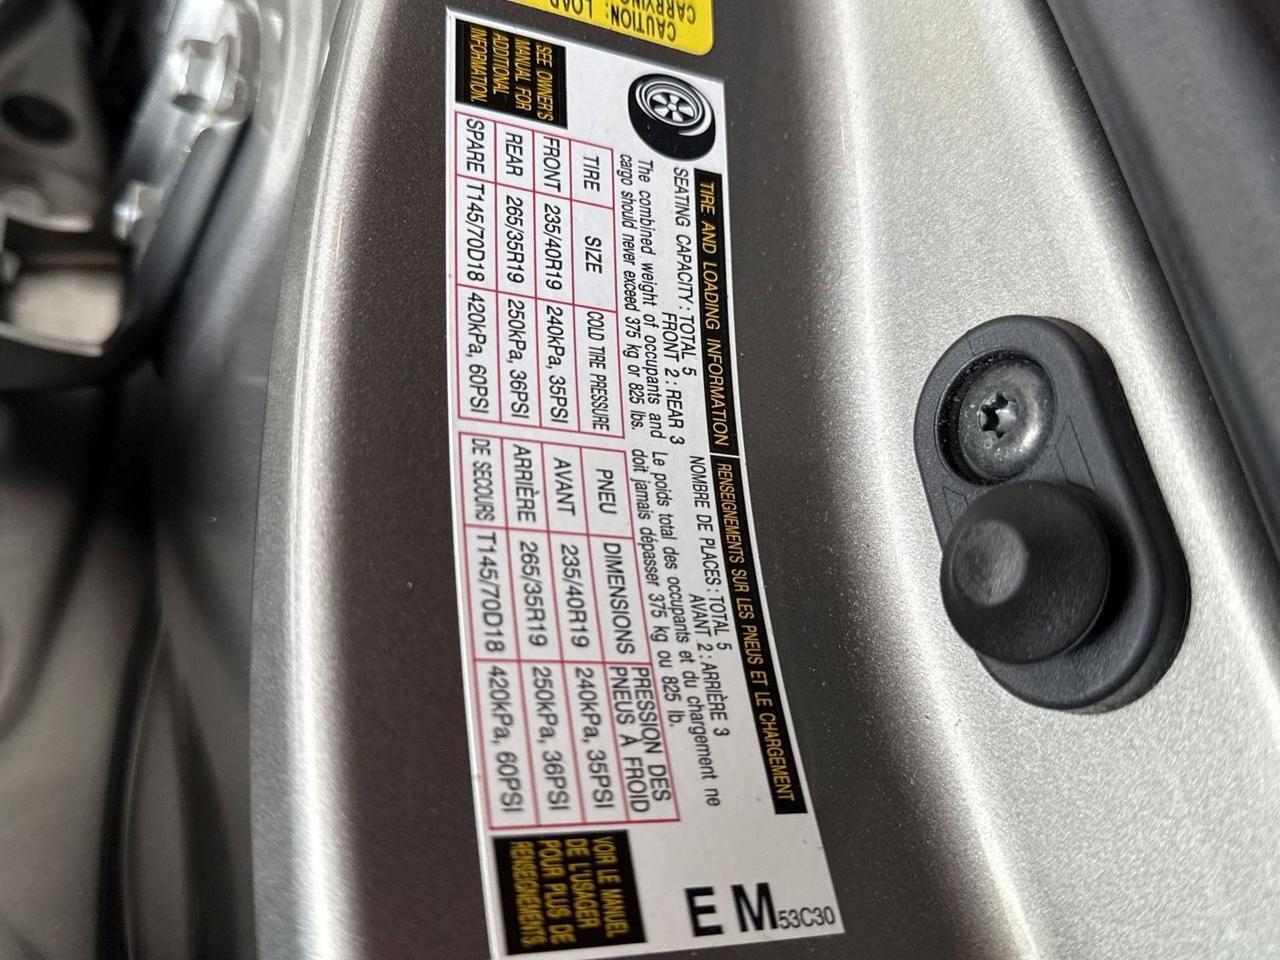 CAUTION: LOAD
CARRYING
TIRE AND LOADING INFORMATION
SEATING CAPACITY : TOTAL 5
FRONT 2 : REAR 3
The combined weight of occupants and
cargo should never exceed 375 kg or 825 lbs.
TIRE SIZE COLD TIRE PRESSURE
FRONT 235/40R19 240kPa, 35PSI
REAR 265/35R19 250kPa, 36PSI
SPARE T145/70D18 420kPa, 60PSI
SEE OWNER'S
MANUAL FOR
ADDITIONAL
INFORMATION.
RENSEIGNEMENTS SUR LES PNEUS ET LE CHARGEMENT
NOMBRE DE PLACES : TOTAL 5
AVANT 2 : ARRIÈRE 3
Le poids total des occupants et du chargement ne
doit jamais dépasser 375 kg ou 825 lb.
PNEU DIMENSIONS PRESSION DES
PNEUS À FROID
AVANT 235/40R19 240kPa, 35PSI
ARRIÈRE 265/35R19 250kPa, 36PSI
DE SECOURS T145/70D18 420kPa, 60PSI
VOIR LE MANUEL
DE L'USAGER
POUR PLUS DE
RENSEIGNEMENTS.
E M 53C30